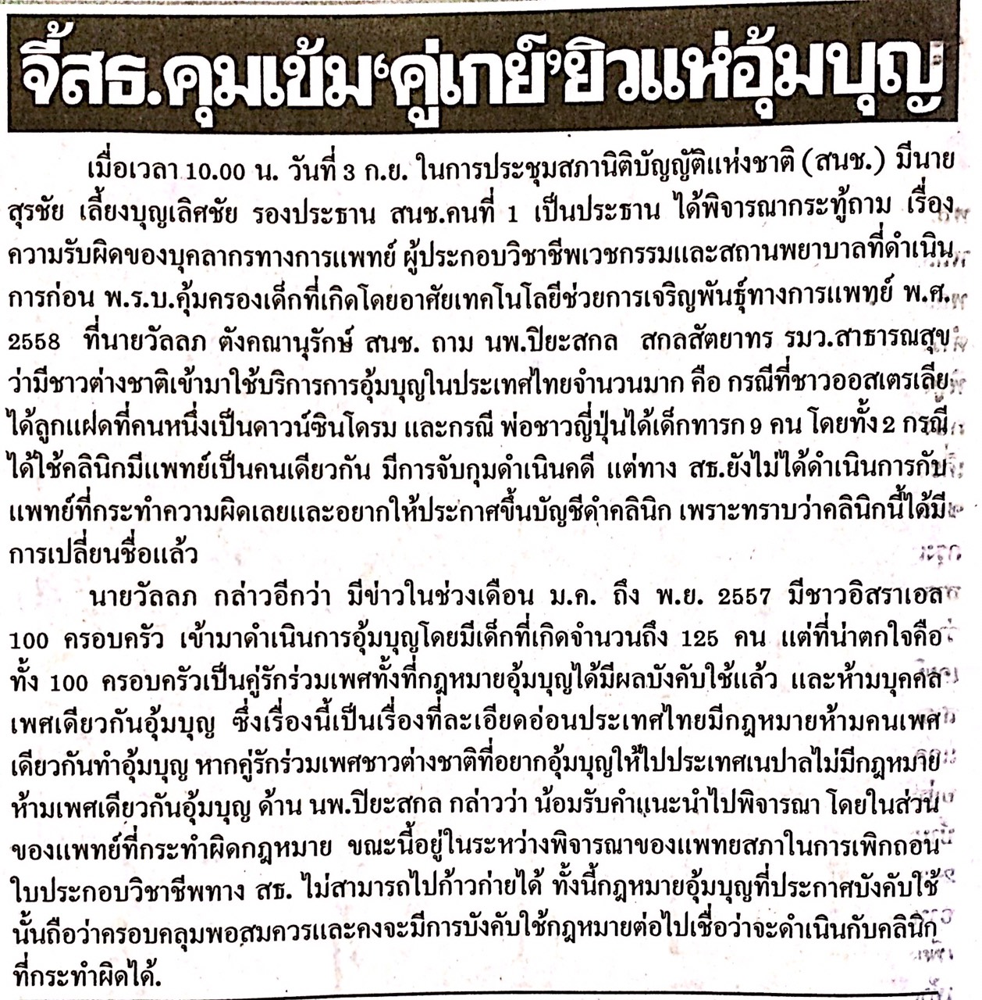 จี้สธ.คุมเข้ม‘คู่เกย์’ยิวแห่อุ้มบุญ
เมื่อเวลา 10.00 น. วันที่ 3 ก.ย. ในการประชุมสภานิติบัญญัติแห่งชาติ (สนช.) มีนาย
สุรชัย เลี้ยงบุญเลิศชัย รองประธาน สนช.คนที่ 1 เป็นประธาน ได้พิจารณากระทู้ถาม เรื่อง
ความรับผิดของบุคลากรทางการแพทย์ ผู้ประกอบวิชาชีพเวชกรรมและสถานพยาบาลที่ดำเนิน
การก่อน พ.ร.บ.คุ้มครองเด็กที่เกิดโดยอาศัยเทคโนโลยีช่วยการเจริญพันธุ์ทางการแพทย์ พ.ศ.
2558 ที่นายวัลลภ ตังคณานุรักษ์ สนช. ถาม นพ.ปิยะสกล สกลสัตยาทร รมว.สาธารณสุข
ว่ามีชาวต่างชาติเข้ามาใช้บริการการอุ้มบุญในประเทศไทยจำนวนมาก คือ กรณีที่ชาวออสเตรเลีย
ได้ลูกแฝดที่คนหนึ่งเป็นดาวน์ซินโดรม และกรณี พ่อชาวญี่ปุ่นได้เด็กทารก 9 คน โดยทั้ง 2 กรณี
ได้ใช้คลินิกมีแพทย์เป็นคนเดียวกัน มีการจับกุมดำเนินคดี แต่ทาง สธ.ยังไม่ได้ดำเนินการกับ
แพทย์ที่กระทำความผิดเลยและอยากให้ประกาศขึ้นบัญชีดำคลินิก เพราะทราบว่าคลินิกนี้ได้มี
การเปลี่ยนชื่อแล้ว
นายวัลลภ กล่าวอีกว่า มีข่าวในช่วงเดือน ม.ค. ถึง พ.ย. 2557 มีชาวอิสราเอล
100 ครอบครัว เข้ามาดำเนินการอุ้มบุญโดยมีเด็กที่เกิดจำนวนถึง 125 คน แต่ที่น่าตกใจคือ
ทั้ง 100 ครอบครัวเป็นคู่รักร่วมเพศทั้งที่กฎหมายอุ้มบุญได้มีผลบังคับใช้แล้ว และห้ามบุคคล
เพศเดียวกันอุ้มบุญ ซึ่งเรื่องนี้เป็นเรื่องที่ละเอียดอ่อนประเทศไทยมีกฎหมายห้ามคนเพศ
เดียวกันทำอุ้มบุญ หากคู่รักร่วมเพศชาวต่างชาติที่อยากอุ้มบุญให้ไปประเทศเนปาลไม่มีกฎหมาย
ห้ามเพศเดียวกันอุ้มบุญ ด้าน นพ.ปิยะสกล กล่าวว่า น้อมรับคำแนะนำไปพิจารณา โดยในส่วน
ของแพทย์ที่กระทำผิดกฎหมาย ขณะนี้อยู่ในระหว่างพิจารณาของแพทยสภาในการเพิกถอน
ใบประกอบวิชาชีพทาง สธ. ไม่สามารถไปก้าวก่ายได้ ทั้งนี้กฎหมายอุ้มบุญที่ประกาศบังคับใช้
นั้นถือว่าครอบคลุมพอสมควรและคงจะมีการบังคับใช้กฎหมายต่อไปเชื่อว่าจะดำเนินกับคลินิก
ที่กระทำผิดได้.